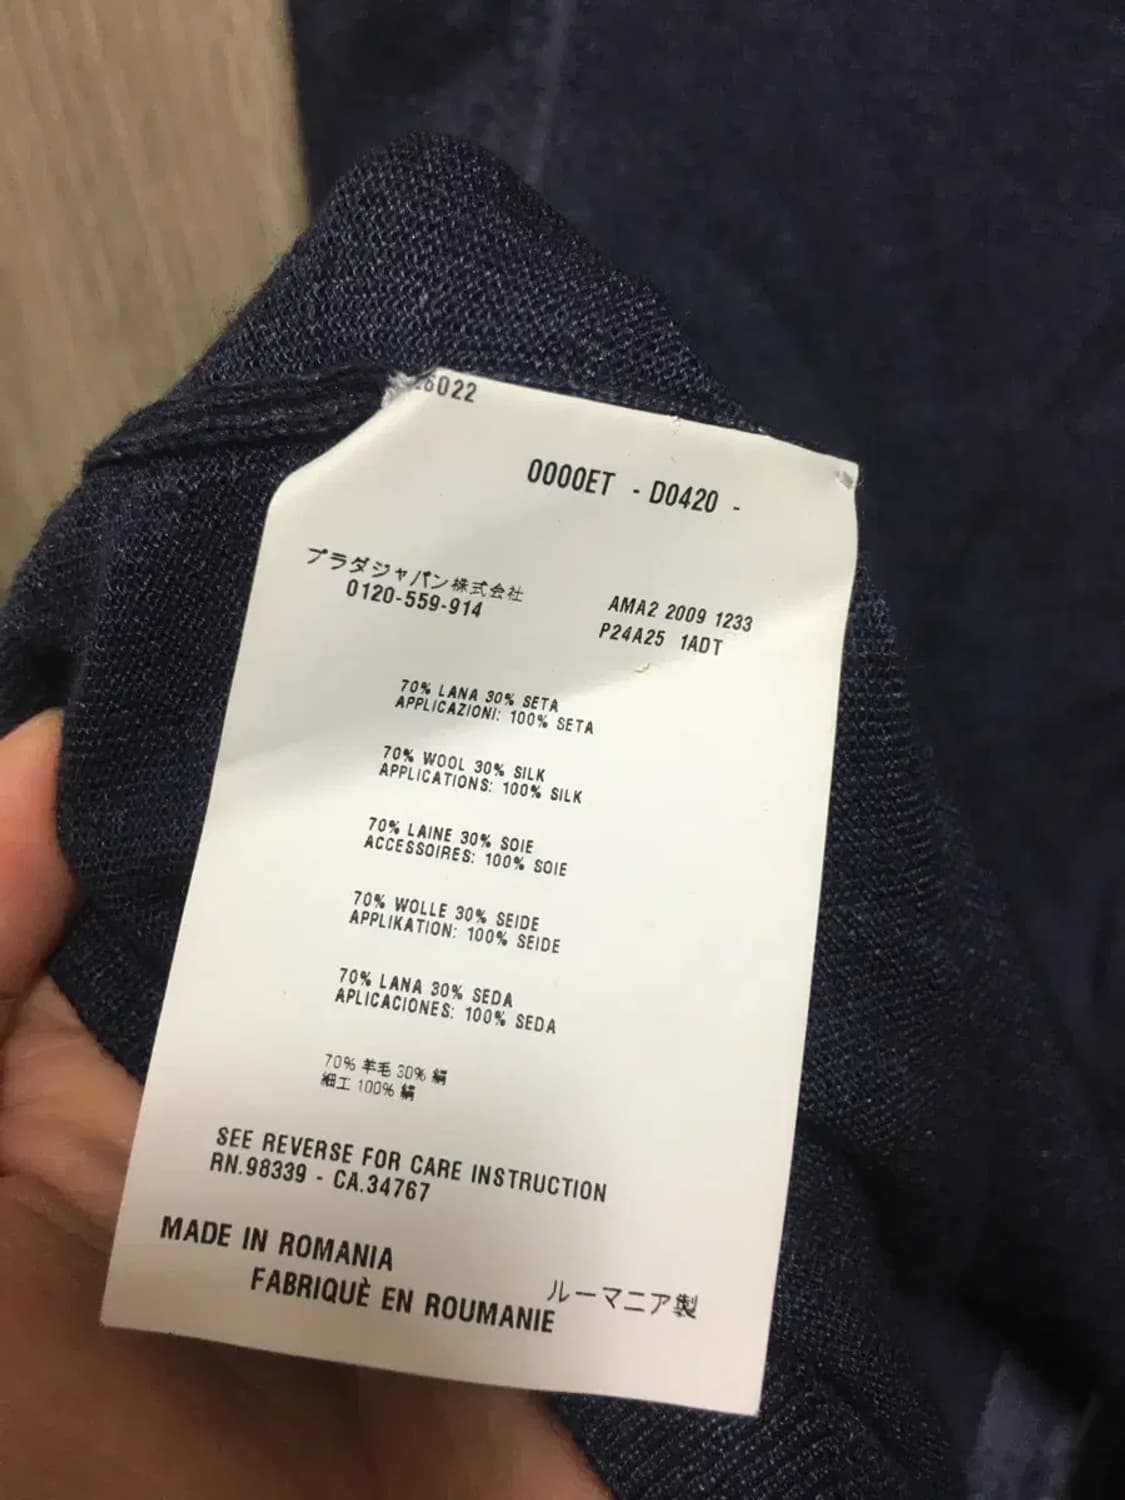 6022
0000ET - D0420 -
プラダジャパン株式会社
0120-559-914
AMA2 2009 1233
P24A25 1ADT
70% LANA 30% SETA
APPLICAZIONI: 100% SETA
70% WOOL 30% SILK
APPLICATIONS: 100% SILK
70% LAINE 30% SOIE
ACCESSOIRES: 100% SOIE
70% WOLLE 30% SEIDE
APPLIKATION: 100% SEIDE
70% LANA 30% SEDA
APLICACIONES: 100% SEDA
70% 羊毛 30% 絹
細工 100% 絹
SEE REVERSE FOR CARE INSTRUCTION
RN.98339 - CA.34767
MADE IN ROMANIA
FABRIQUÈ EN ROUMANIE
ルーマニア製